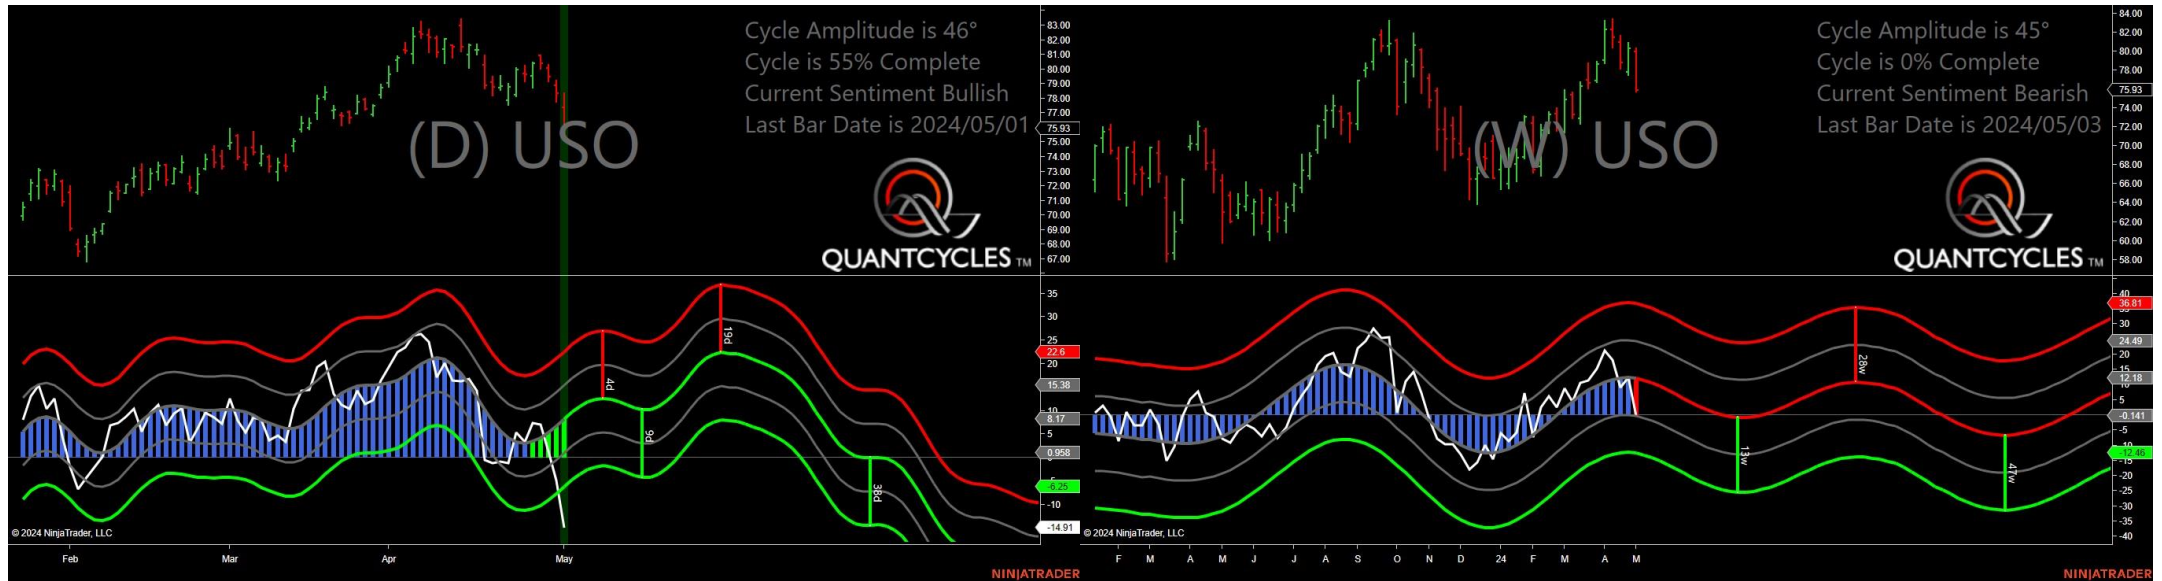 Cycle Amplitude is 46°
Cycle is 55% Complete
Current Sentiment Bullish
Last Bar Date is 2024/05/01
(D) USO
QUANTCYCLES TM
83.00
82.00
81.00
80.00
79.00
78.00
77.00
75.93
75.00
74.00
73.00
72.00
71.00
70.00
69.00
68.00
67.00
35
30
25
22.6
20
15.38
10
8.17
5
0.958
-6.25
-10
-14.91
4d
9d
19d
38d
© 2024 NinjaTrader, LLC
Feb Mar Apr May
NINJATRADER
Cycle Amplitude is 45°
Cycle is 0% Complete
Current Sentiment Bearish
Last Bar Date is 2024/05/03
(W) USO
QUANTCYCLES TM
84.00
82.00
80.00
78.00
75.93
74.00
72.00
70.00
68.00
66.00
64.00
62.00
60.00
58.00
40
36.81
30
24.49
20
15
12.18
5
-0.141
-5
-10
-12.46
-15
-20
-25
-30
-35
-40
13w
28w
47w
© 2024 NinjaTrader, LLC
F M A M J J A S O N D 24 F M A M
NINJATRADER